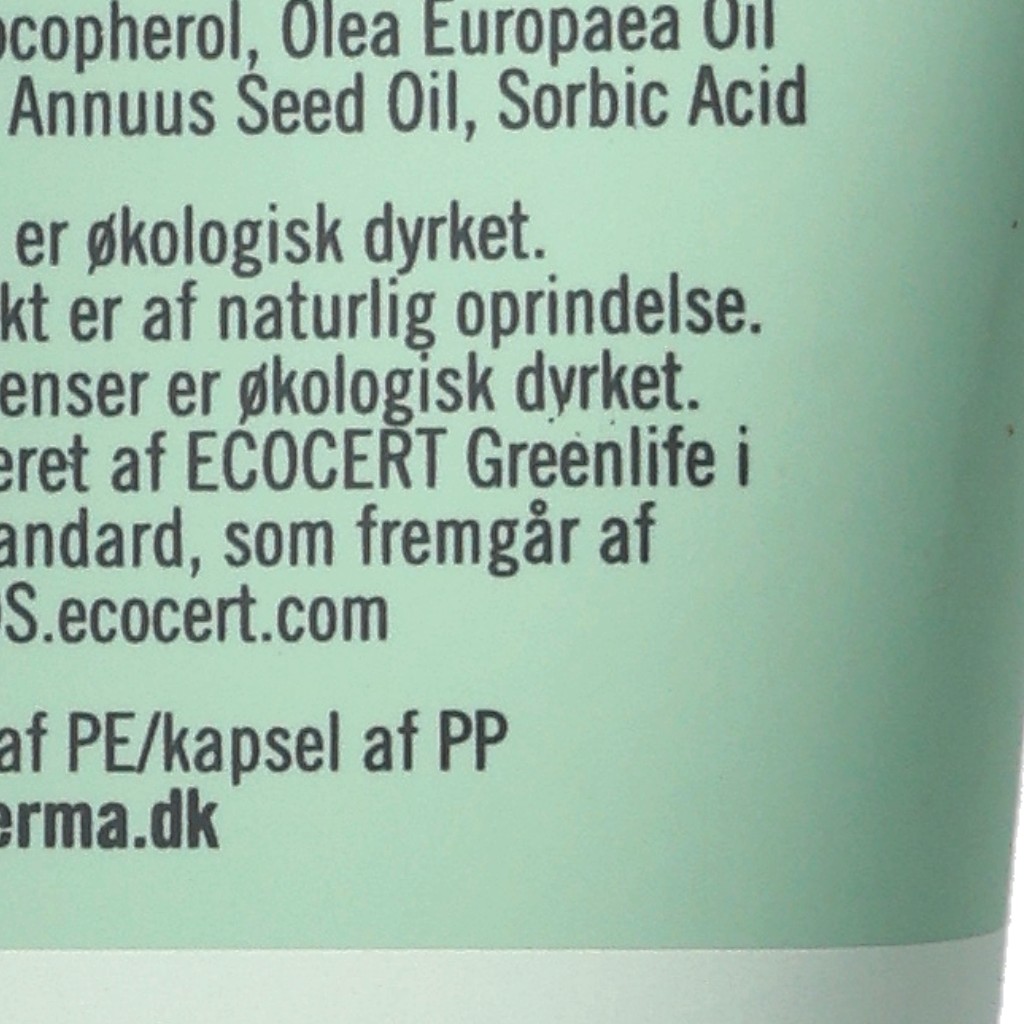 ocopherol, Olea Europaea Oil
Annuus Seed Oil, Sorbic Acid
er økologisk dyrket.
kt er af naturlig oprindelse.
enser er økologisk dyrket.
eret af ECOCERT Greenlife i
andard, som fremgår af
OS.ecocert.com
af PE/kapsel af PP
erma.dk